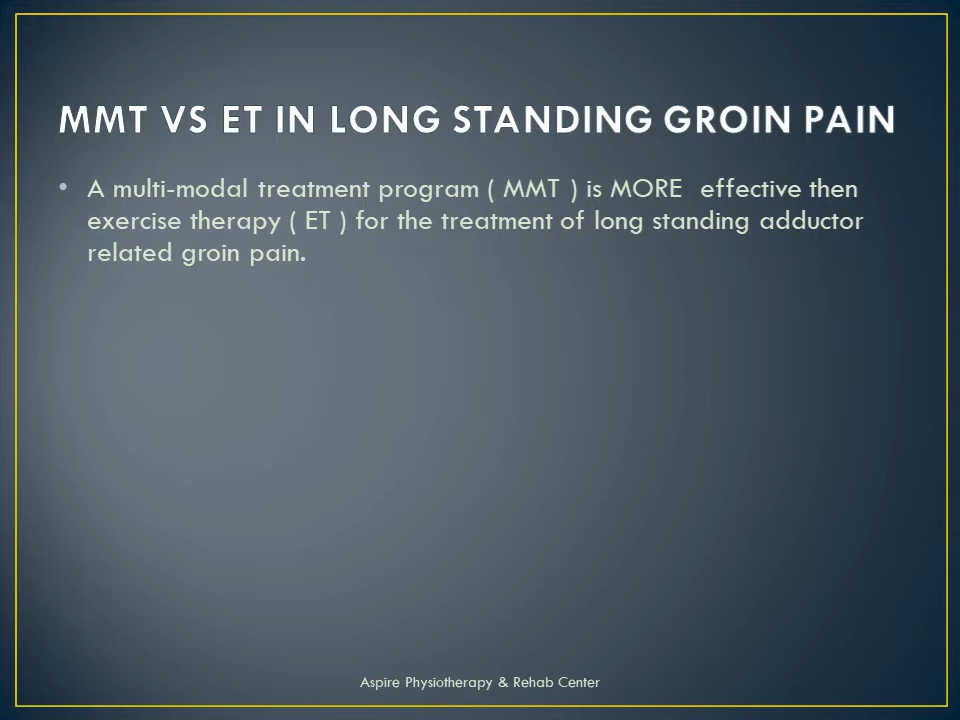 MMT VS ET IN LONG STANDING GROIN PAIN
• A multi-modal treatment program ( MMT ) is MORE  effective then
exercise therapy ( ET ) for the treatment of long standing adductor
related groin pain.
Aspire Physiotherapy & Rehab Center